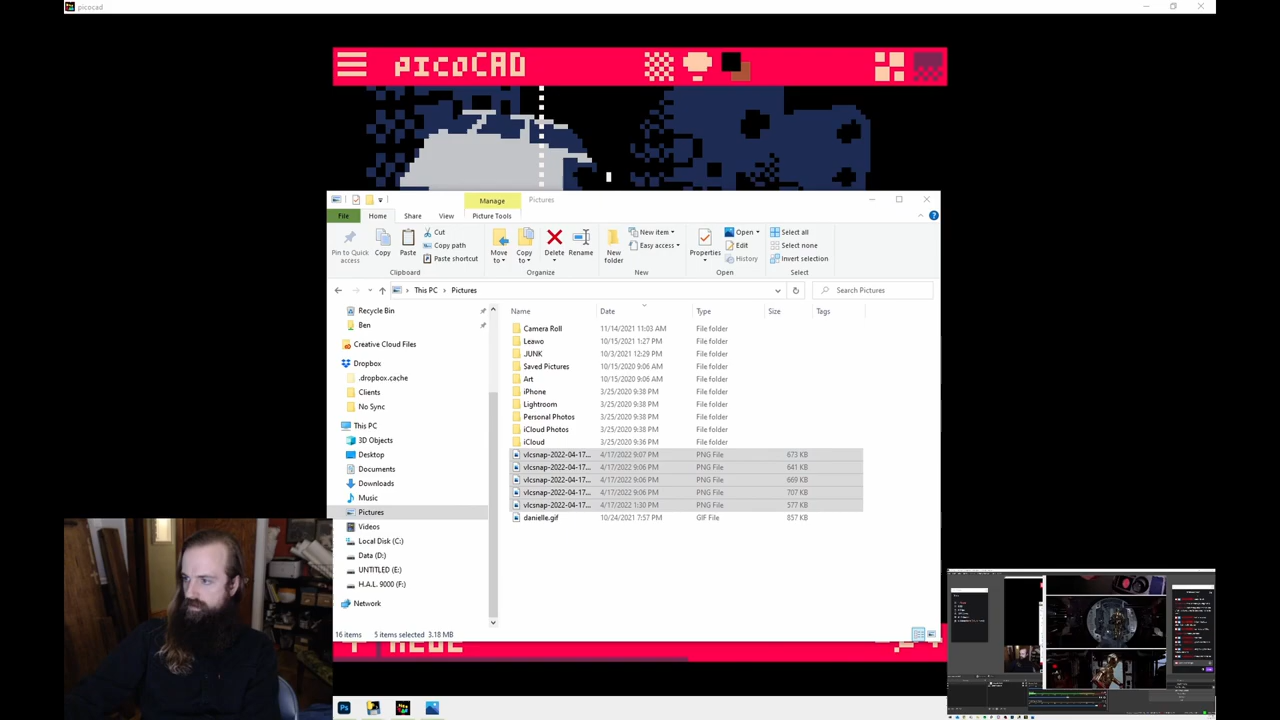 picocad
picoCAD
Manage
Pictures
File
Home
Share
View
Picture Tools
Pin to Quick access
Copy
Paste
Cut
Copy path
Paste shortcut
Clipboard
Move to
Copy to
Delete
Rename
Organize
New folder
New item
Easy access
New
Properties
Open
Edit
History
Open
Select all
Select none
Invert selection
Select
This PC > Pictures
Search Pictures
Recycle Bin
Ben
Creative Cloud Files
Dropbox
.dropbox.cache
Clients
No Sync
This PC
3D Objects
Desktop
Documents
Downloads
Music
Pictures
Videos
Local Disk (C:)
Data (D:)
UNTITLED (E:)
H.A.L. 9000 (F:)
Network
Name Date Type Size Tags
Camera Roll 11/14/2021 11:03 AM File folder
Leawo 10/15/2021 1:27 PM File folder
JUNK 10/3/2021 12:29 PM File folder
Saved Pictures 10/15/2020 9:06 AM File folder
Art 10/15/2020 9:06 AM File folder
iPhone 3/25/2020 9:38 PM File folder
Lightroom 3/25/2020 9:38 PM File folder
Personal Photos 3/25/2020 9:38 PM File folder
iCloud Photos 3/25/2020 9:38 PM File folder
iCloud 3/25/2020 9:36 PM File folder
vlcsnap-2022-04-17... 4/17/2022 9:07 PM PNG File 673 KB
vlcsnap-2022-04-17... 4/17/2022 9:06 PM PNG File 641 KB
vlcsnap-2022-04-17... 4/17/2022 9:06 PM PNG File 669 KB
vlcsnap-2022-04-17... 4/17/2022 9:06 PM PNG File 707 KB
vlcsnap-2022-04-17... 4/17/2022 1:30 PM PNG File 577 KB
danielle.gif 10/24/2021 7:57 PM GIF File 857 KB
16 items 5 items selected 3.18 MB
Ps